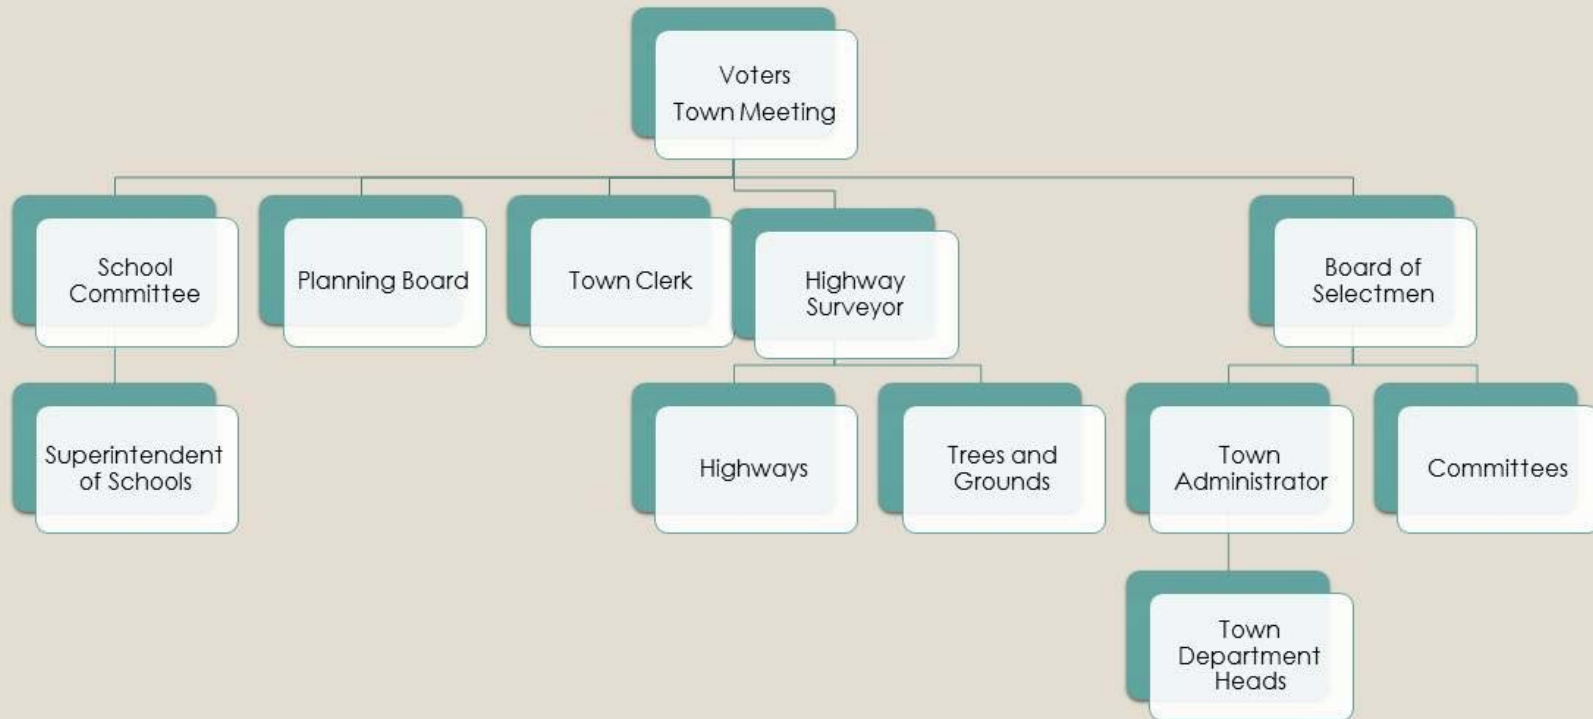 Voters
Town Meeting
School
Committee
Planning Board
Town Clerk
Highway
Surveyor
Board of
Selectmen
Superintendent
of Schools
Highways
Trees and
Grounds
Town
Administrator
Committees
Town
Department
Heads